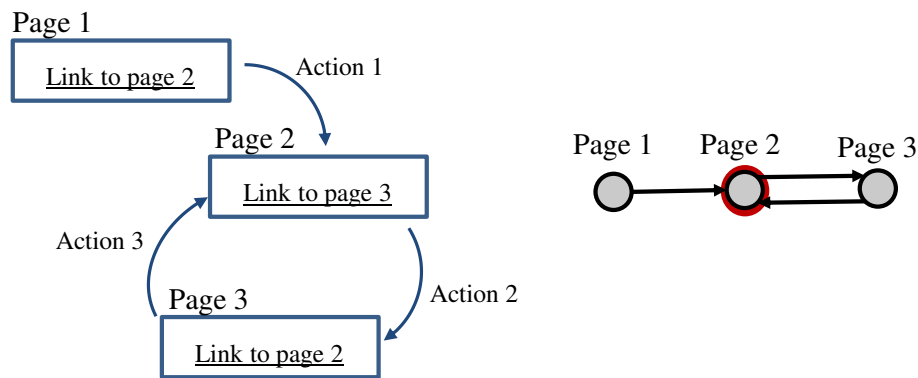 Page 1
Link to page 2
Action 1
Page 2
Link to page 3
Action 3
Action 2
Page 3
Link to page 2
Page 1
Page 2
Page 3